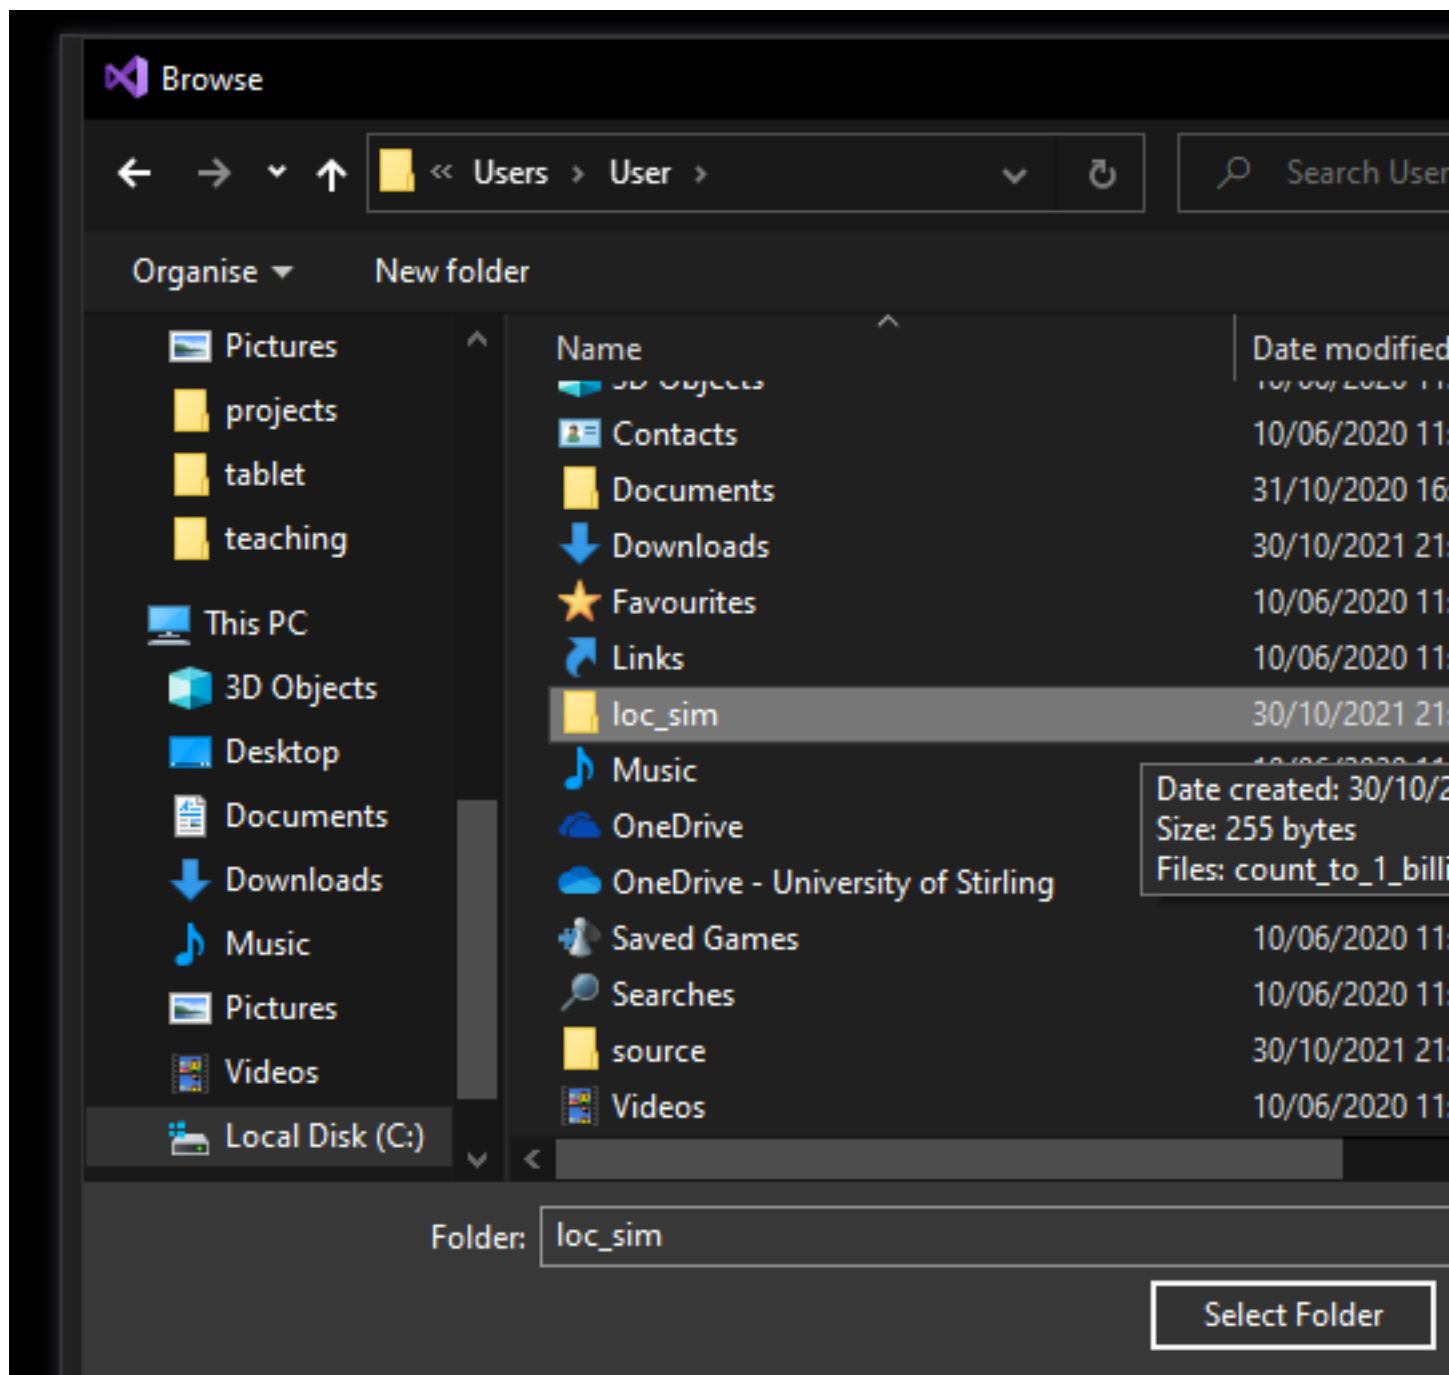 Browse
« Users › User ›
Search User
Organise
New folder
Pictures
projects
tablet
teaching
This PC
3D Objects
Desktop
Documents
Downloads
Music
Pictures
Videos
Local Disk (C:)
Name Date modified
3D Objects
Contacts 10/06/2020 11:
Documents 31/10/2020 16:
Downloads 30/10/2021 21:
Favourites 10/06/2020 11:
Links 10/06/2020 11:
loc_sim 30/10/2021 21:
Music
OneDrive
OneDrive - University of Stirling
Saved Games 10/06/2020 11:
Searches 10/06/2020 11:
source 30/10/2021 21:
Videos 10/06/2020 11:
Date created: 30/10/2
Size: 255 bytes
Files: count_to_1_billi
Folder: loc_sim
Select Folder